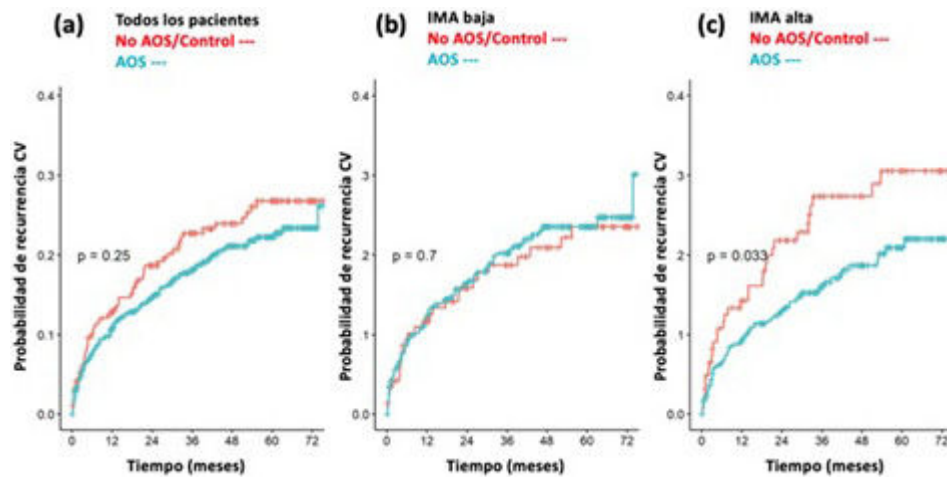 (a)
Todos los pacientes
No AOS/Control ---
AOS ---
Probabilidad de recurrencia CV
0.4
0.3
0.2
0.1
0.0
p = 0.25
0 12 24 36 48 60 72
Tiempo (meses)
(b)
IMA baja
No AOS/Control ---
AOS ---
Probabilidad de recurrencia CV
0.4
3
2
1
0.0
p = 0.7
0 12 24 36 48 60 72
Tiempo (meses)
(c)
IMA alta
No AOS/Control ---
AOS ---
Probabilidad de recurrencia CV
0.4
3
2
1
0.0
p = 0.033
0 12 24 36 48 60 72
Tiempo (meses)